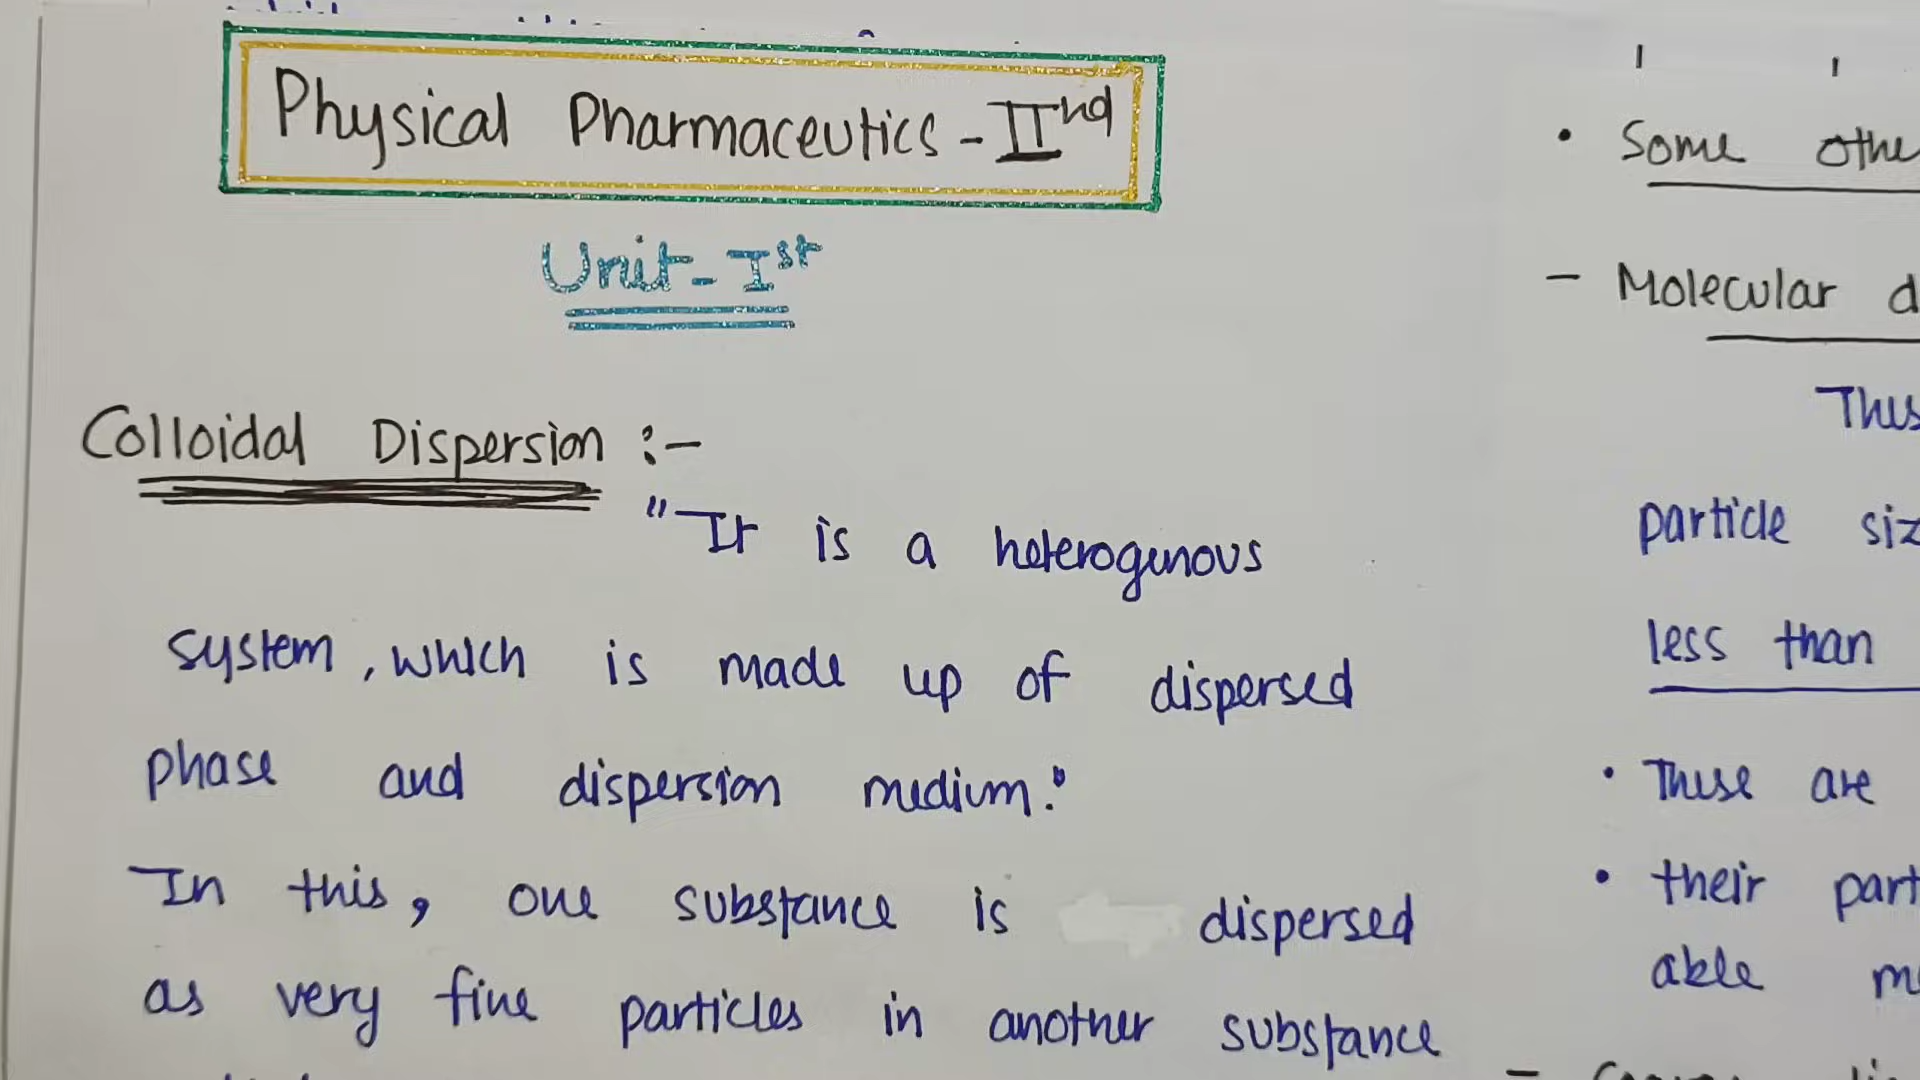 Physical Pharmaceutics - IInd
Unit - Ist
Colloidal Dispersion :-
"It is a heterogenous
system, which is made up of dispersed
phase and dispersion medium."
In this, one substance is dispersed
as very fine particles in another substance
• Some othe
- Molecular d
Thus
particle siz
less than
• These are
• their part
able m